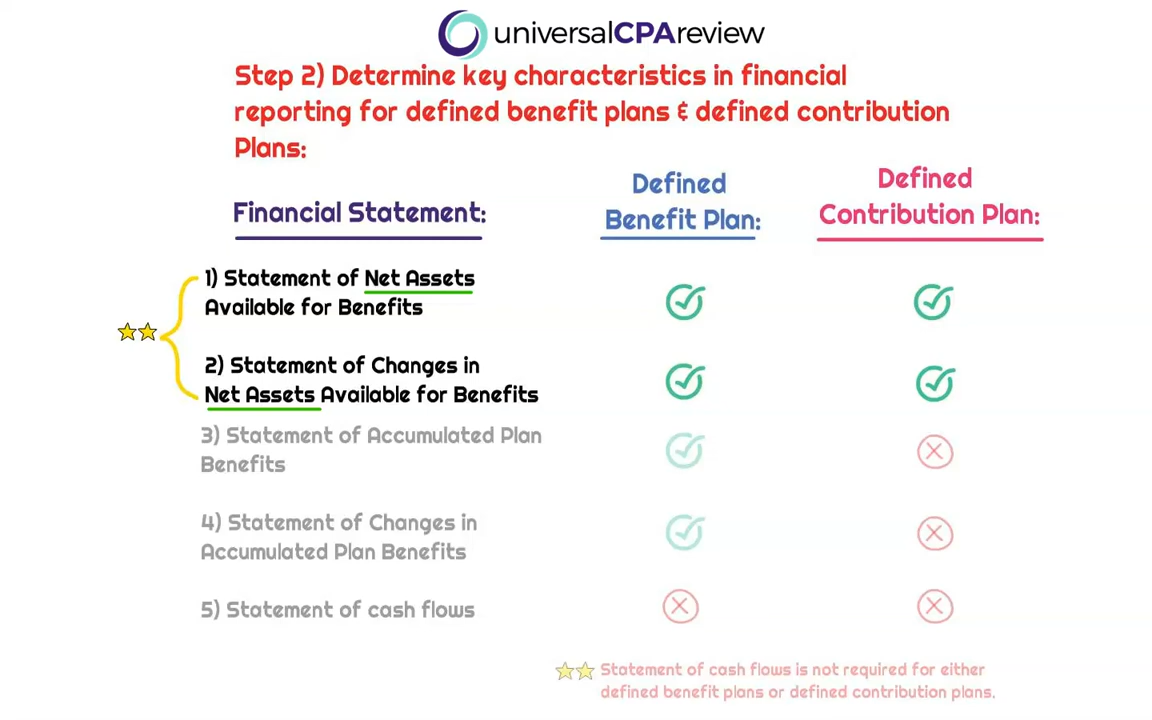 universalCPAreview
Step 2) Determine key characteristics in financial
reporting for defined benefit plans & defined contribution
Plans:
Financial Statement:
Defined
Benefit Plan:
Defined
Contribution Plan:
1) Statement of Net Assets
Available for Benefits
2) Statement of Changes in
Net Assets Available for Benefits
3) Statement of Accumulated Plan
Benefits
4) Statement of Changes in
Accumulated Plan Benefits
5) Statement of cash flows
Statement of cash flows is not required for either
defined benefit plans or defined contribution plans.